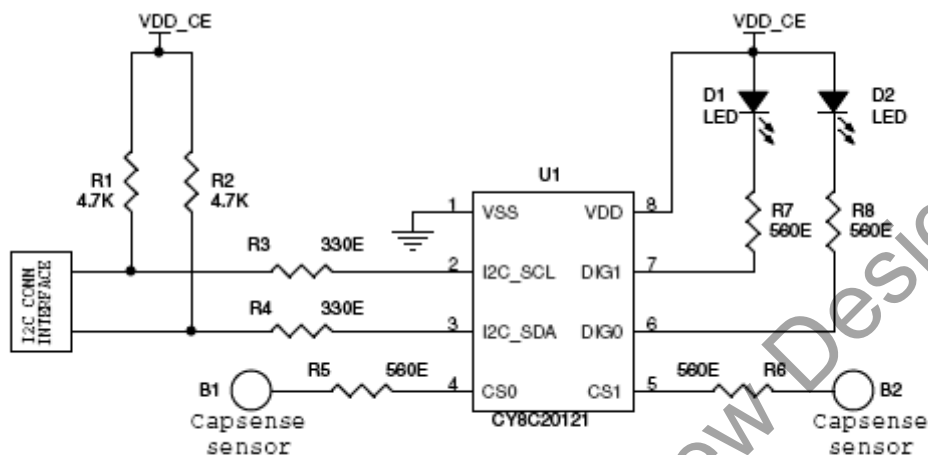 VDD_CE
VDD_CE
D1
LED
D2
LED
R1
4.7K
R2
4.7K
U1
R7
560E
R8
560E
1
VSS
VDD
8
R3
330E
2
I2C_SCL
DIG1
7
I2C CONN
INTERFACE
R4
330E
3
I2C_SDA
DIG0
6
B1
R5
560E
4
CS0
CS1
5
560E
R6
B2
Capsense
sensor
CY8C20121
Capsense
sensor
ew Desig